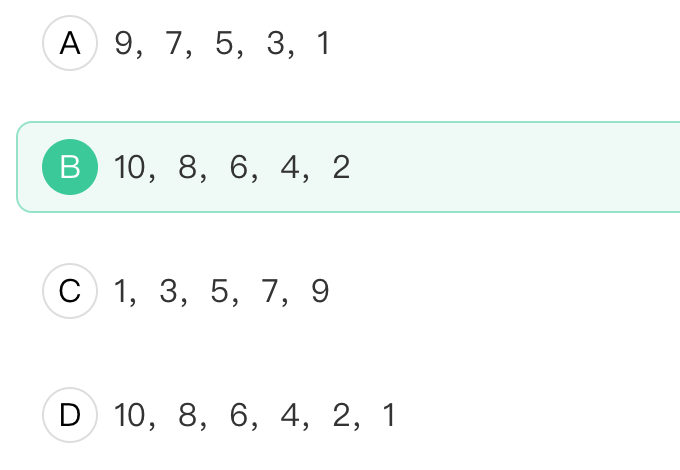 A 9, 7, 5, 3, 1
B 10, 8, 6, 4, 2
C 1, 3, 5, 7, 9
D 10, 8, 6, 4, 2, 1